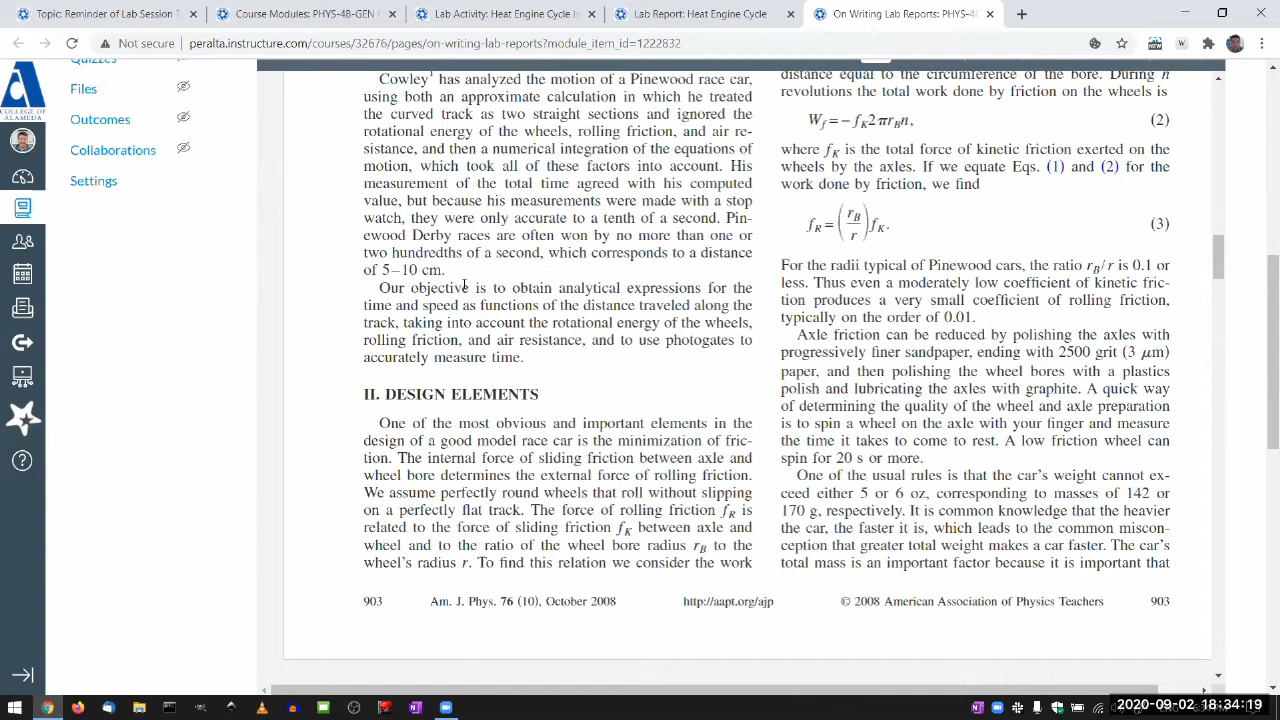 Topic: Reminder of Lab Session T
Course Modules: PHYS-4B-GEN
Lab Activity: Heat Engine Cycle Is
Lab Report: Heat Engine Cycle
On Writing Lab Reports: PHYS-4
Not secure
peralta.instructure.com/courses/32676/pages/on-writing-lab-reports?module_item_id=1222832
COLLEGE OF
ALAMEDA
Quizzes
Files
Outcomes
Collaborations
Settings
Cowley1 has analyzed the motion of a Pinewood race car,
using both an approximate calculation in which he treated
the curved track as two straight sections and ignored the
rotational energy of the wheels, rolling friction, and air re-
sistance, and then a numerical integration of the equations of
motion, which took all of these factors into account. His
measurement of the total time agreed with his computed
value, but because his measurements were made with a stop
watch, they were only accurate to a tenth of a second. Pin-
ewood Derby races are often won by no more than one or
two hundredths of a second, which corresponds to a distance
of 5–10 cm.
Our objective is to obtain analytical expressions for the
time and speed as functions of the distance traveled along the
track, taking into account the rotational energy of the wheels,
rolling friction, and air resistance, and to use photogates to
accurately measure time.
II. DESIGN ELEMENTS
One of the most obvious and important elements in the
design of a good model race car is the minimization of fric-
tion. The internal force of sliding friction between axle and
wheel bore determines the external force of rolling friction.
We assume perfectly round wheels that roll without slipping
on a perfectly flat track. The force of rolling friction fR is
related to the force of sliding friction fK between axle and
wheel and to the ratio of the wheel bore radius rB to the
wheel's radius r. To find this relation we consider the work
distance equal to the circumference of the bore. During n
revolutions the total work done by friction on the wheels is
Wf = − fK2πrBn, (2)
where fK is the total force of kinetic friction exerted on the
wheels by the axles. If we equate Eqs. (1) and (2) for the
work done by friction, we find
fR = (rB/r) fK. (3)
For the radii typical of Pinewood cars, the ratio rB/r is 0.1 or
less. Thus even a moderately low coefficient of kinetic fric-
tion produces a very small coefficient of rolling friction,
typically on the order of 0.01.
Axle friction can be reduced by polishing the axles with
progressively finer sandpaper, ending with 2500 grit (3 μm)
paper, and then polishing the wheel bores with a plastics
polish and lubricating the axles with graphite. A quick way
of determining the quality of the wheel and axle preparation
is to spin a wheel on the axle with your finger and measure
the time it takes to come to rest. A low friction wheel can
spin for 20 s or more.
One of the usual rules is that the car's weight cannot ex-
ceed either 5 or 6 oz, corresponding to masses of 142 or
170 g, respectively. It is common knowledge that the heavier
the car, the faster it is, which leads to the common miscon-
ception that greater total weight makes a car faster. The car's
total mass is an important factor because it is important that
903 Am. J. Phys. 76 (10), October 2008 http://aapt.org/ajp © 2008 American Association of Physics Teachers 903
2020-09-02 18:34:19